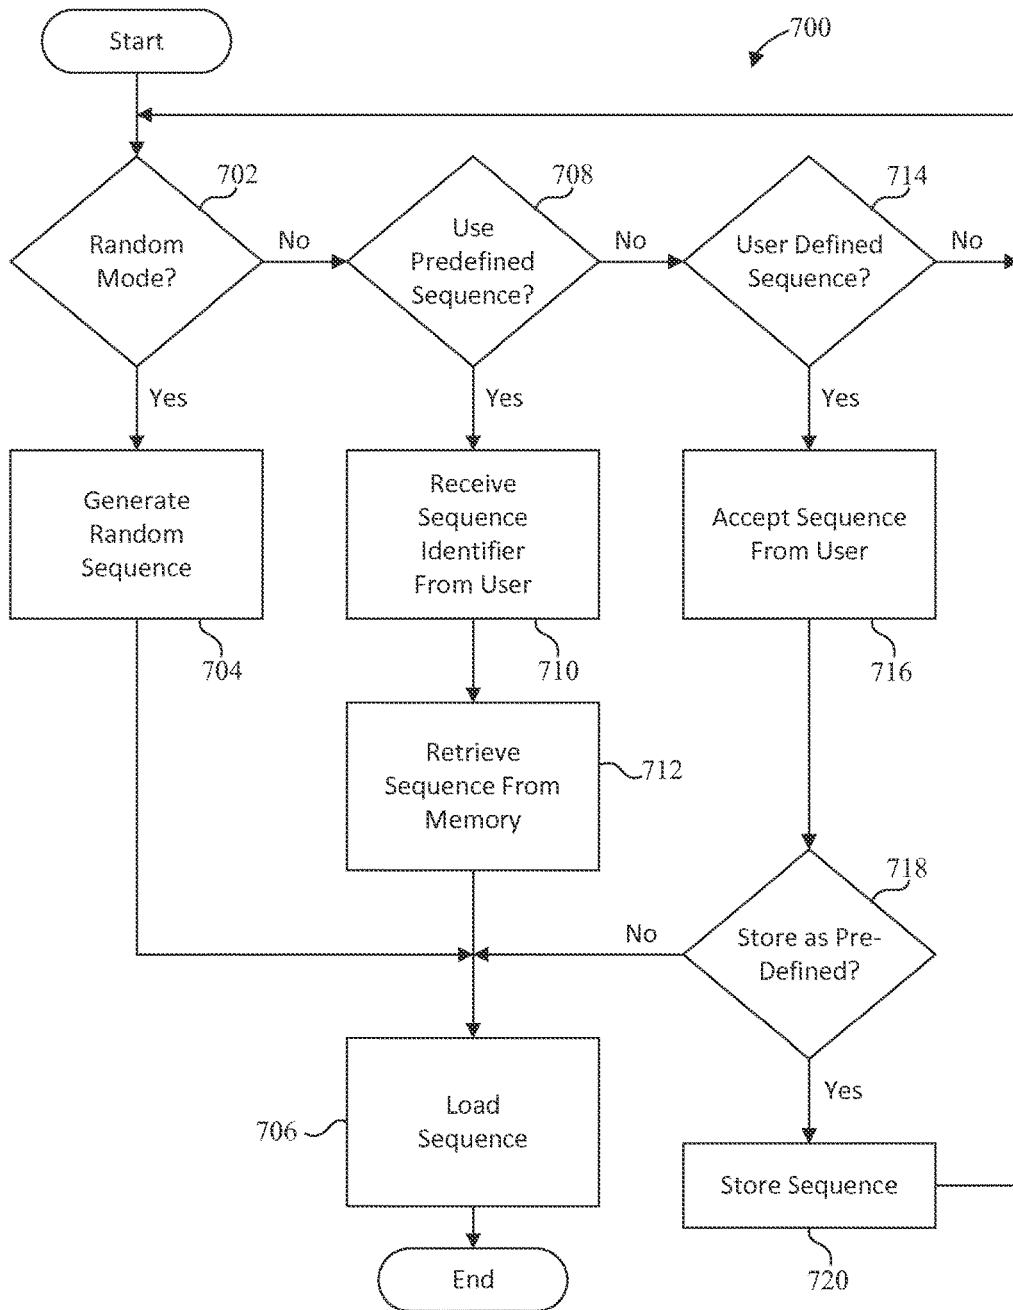 Start
700
702
708
714
Random
Mode?
No
Use
Predefined
Sequence?
No
User Defined
Sequence?
No
Yes
Yes
Yes
Generate
Random
Sequence
Receive
Sequence
Identifier
From User
Accept Sequence
From User
704
710
716
Retrieve
Sequence From
Memory
712
718
No
Store as Pre-
Defined?
Yes
Load
Sequence
706
Store Sequence
720
End